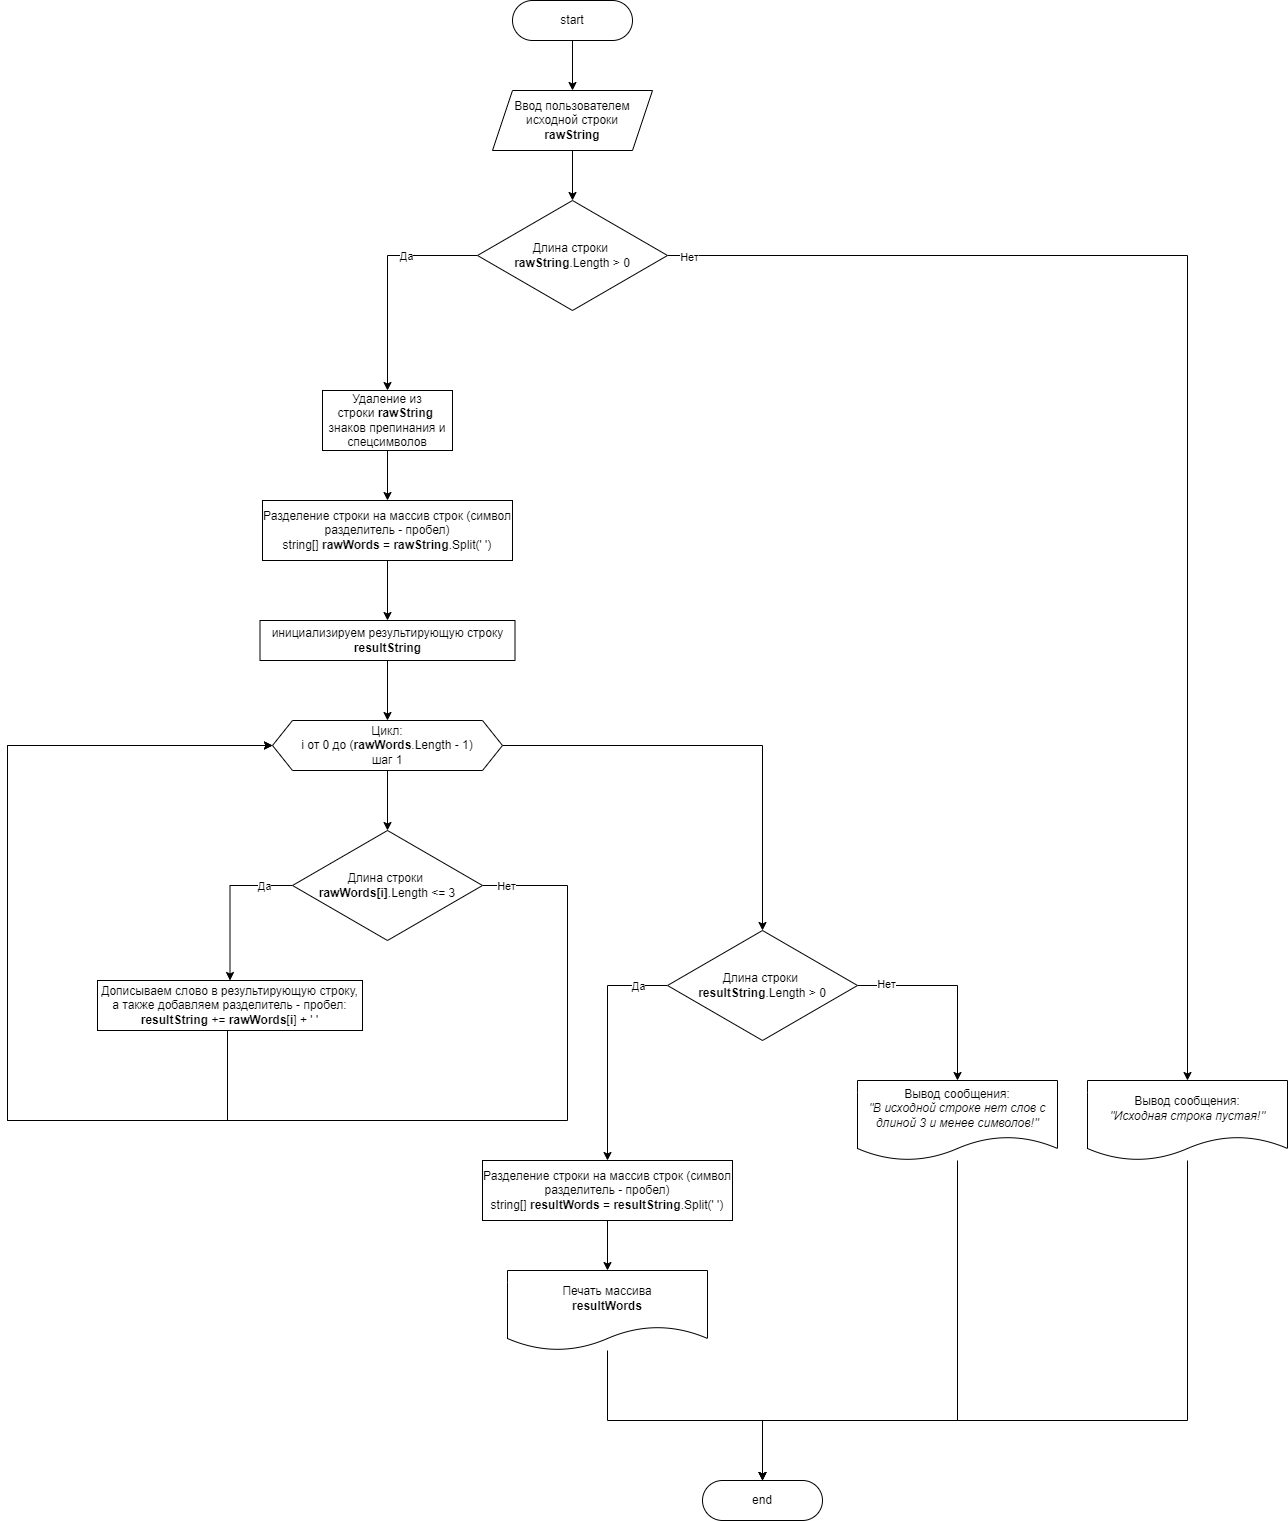 start
Ввод пользователем
исходной строки
rawString
Длина строки
rawString.Length > 0
Да
Нет
Удаление из
строки rawString
знаков препинания и
спецсимволов
Разделение строки на массив строк (символ
разделитель - пробел)
string[] rawWords = rawString.Split(' ')
инициализируем результирующую строку
resultString
Цикл:
i от 0 до (rawWords.Length - 1)
шаг 1
Длина строки
rawWords[i].Length <= 3
Да
Нет
Дописываем слово в результирующую строку,
а также добавляем разделитель - пробел:
resultString += rawWords[i] + ' '
Длина строки
resultString.Length > 0
Да
Нет
Вывод сообщения:
"В исходной строке нет слов с
длиной 3 и менее символов!"
Вывод сообщения:
"Исходная строка пустая!"
Разделение строки на массив строк (символ
разделитель - пробел)
string[] resultWords = resultString.Split(' ')
Печать массива
resultWords
end